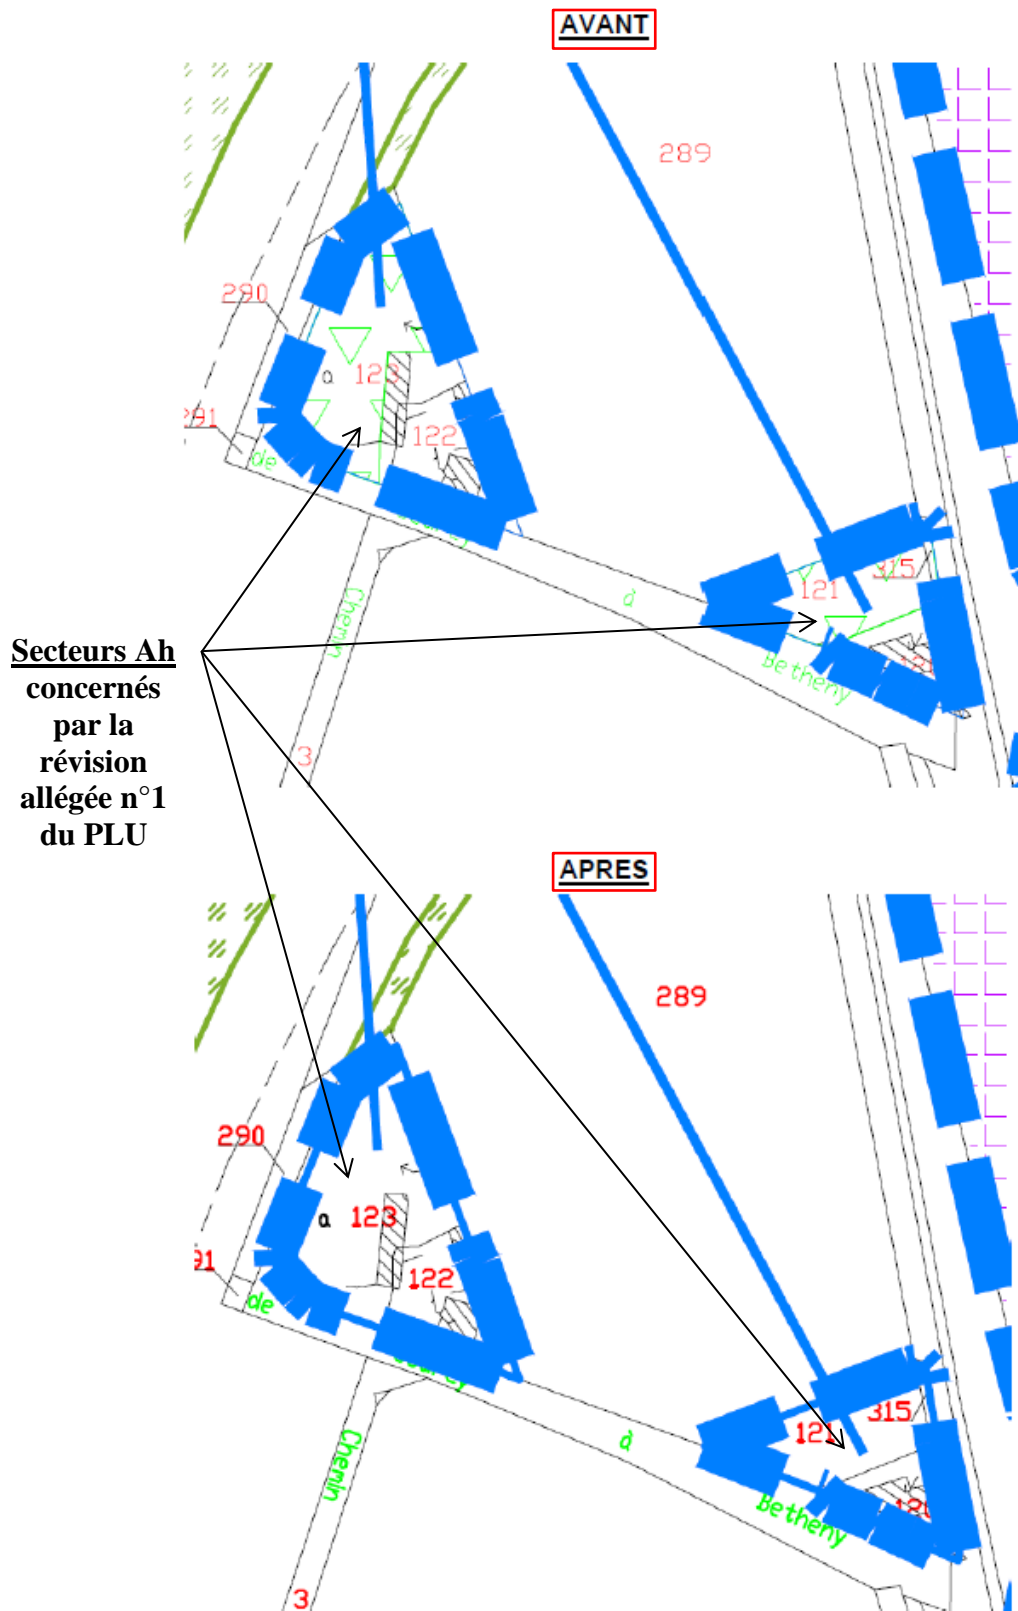 AVANT
289
290
a
123
291
122
de
à
121
315
Chemin
Betheny
3
Secteurs Ah
concernés
par la
révision
allégée n°1
du PLU
APRES
289
290
a
123
91
122
de
à
121
315
Chemin
Betheny
3